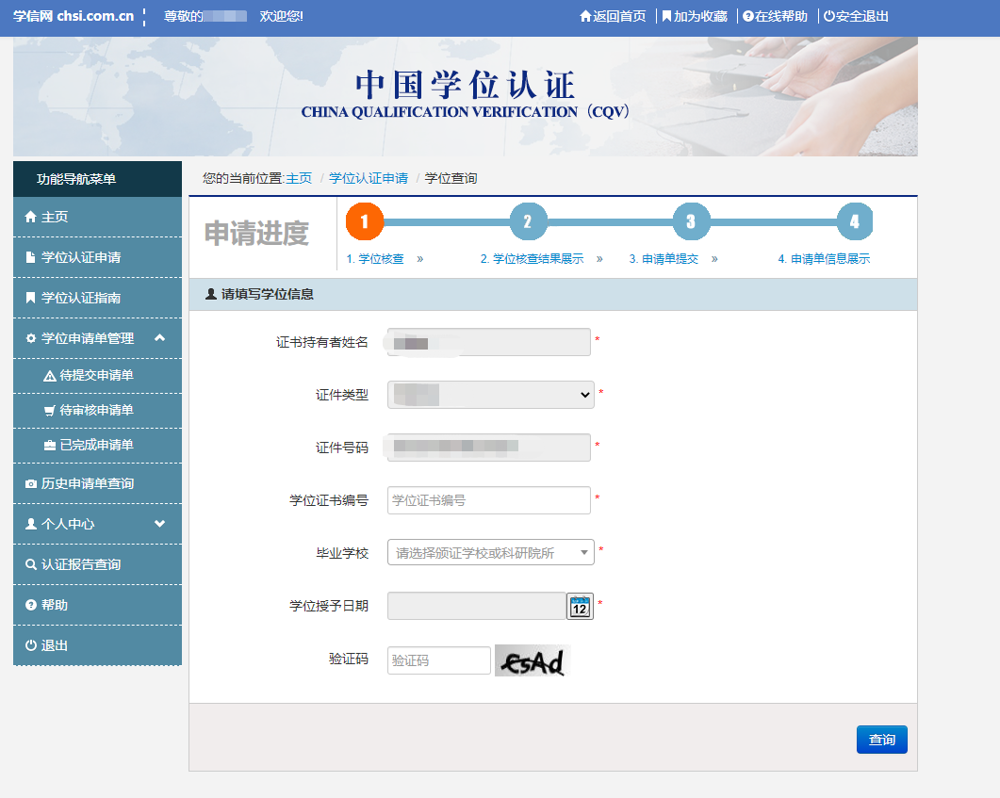 学信网 chsi.com.cn 尊敬的 欢迎您! 返回首页 加为收藏 在线帮助 安全退出
中国学位认证
CHINA QUALIFICATION VERIFICATION（CQV）
功能导航菜单
主页
学位认证申请
学位认证指南
学位申请单管理
待提交申请单
待审核申请单
已完成申请单
历史申请单查询
个人中心
认证报告查询
帮助
退出
您的当前位置:主页 / 学位认证申请 / 学位查询
申请进度
1 2 3 4
1. 学位核查 » 2. 学位核查结果展示 » 3. 申请单提交 » 4. 申请单信息展示
请填写学位信息
证书持有者姓名 *
证件类型 *
证件号码 *
学位证书编号 学位证书编号 *
毕业学校 请选择颁证学校或科研院所 *
学位授予日期 12 *
验证码 验证码 EsAd
查询